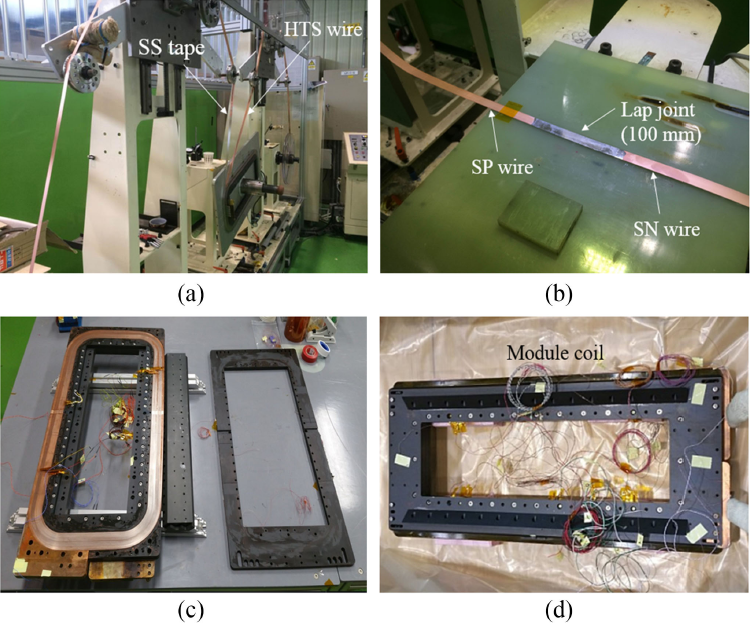 SS tape
HTS wire
(a)
Lap joint
(100 mm)
SP wire
SN wire
(b)
(c)
Module coil
(d)